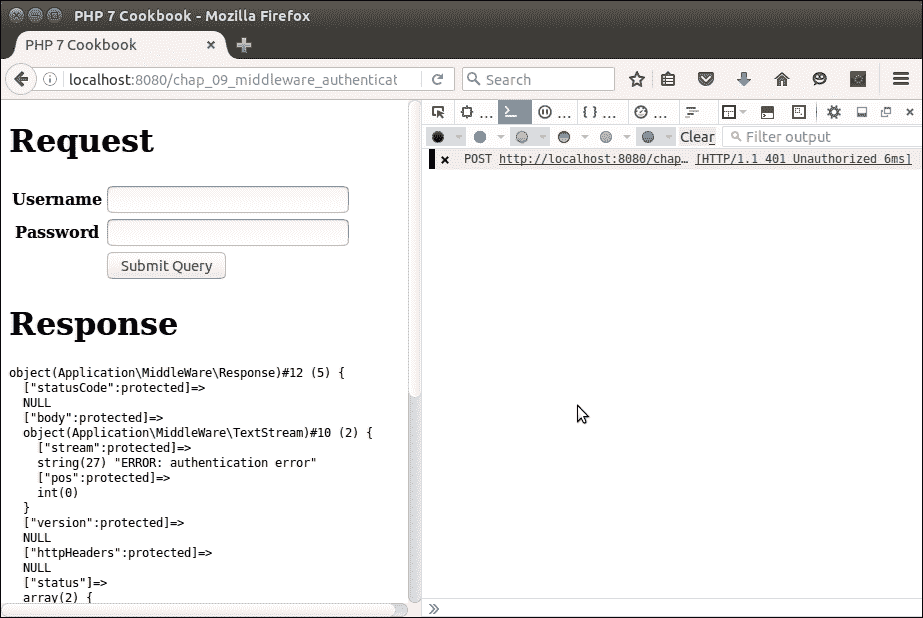 PHP 7 Cookbook - Mozilla Firefox
PHP 7 Cookbook
localhost:8080/chap_09_middleware_authenticat
Search
Clear
Filter output
POST http://localhost:8080/chap… [HTTP/1.1 401 Unauthorized 6ms]
Request
Username
Password
Submit Query
Response
object(Application\MiddleWare\Response)#12 (5) {
["statusCode":protected]=>
NULL
["body":protected]=>
object(Application\MiddleWare\TextStream)#10 (2) {
["stream":protected]=>
string(27) "ERROR: authentication error"
["pos":protected]=>
int(0)
}
["version":protected]=>
NULL
["httpHeaders":protected]=>
NULL
["status"]=>
array(2) {